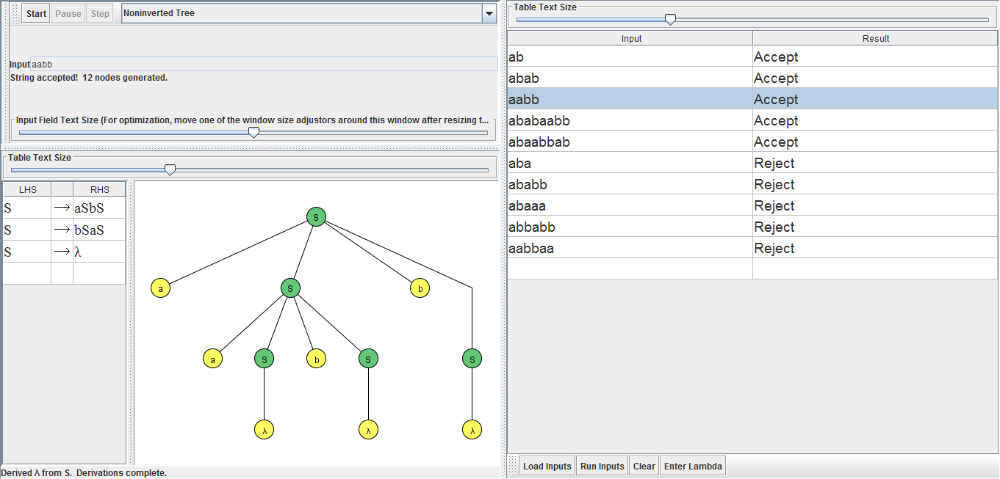 Start Pause Step Noninverted Tree
Input aabb
String accepted!  12 nodes generated.
Input Field Text Size (For optimization, move one of the window size adjustors around this window after resizing t...
Table Text Size
LHS RHS
S → aSbS
S → bSaS
S → λ
S
a S b
a S b S S
λ λ λ
Derived λ from S.  Derivations complete.
Table Text Size
Input Result
ab Accept
abab Accept
aabb Accept
ababaabb Accept
abaabbab Accept
aba Reject
ababb Reject
abaaa Reject
abbabb Reject
aabbaa Reject
Load Inputs Run Inputs Clear Enter Lambda